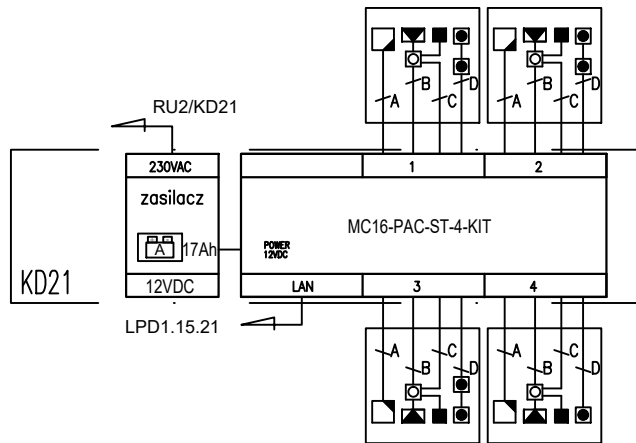 A B C D
A B C D
RU2/KD21
230VAC
1
2
zasilacz
MC16-PAC-ST-4-KIT
A
17Ah
POWER
12VDC
KD21
12VDC
LAN
3
4
LPD1.15.21
A B C D
A B C D